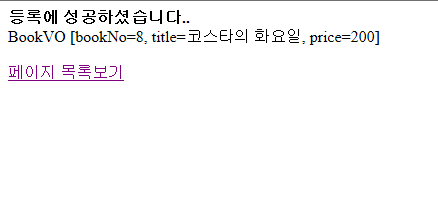 등록에 성공하셨습니다..
BookVO [bookNo=8, title=코스타의 화요일, price=200]
페이지 목록보기